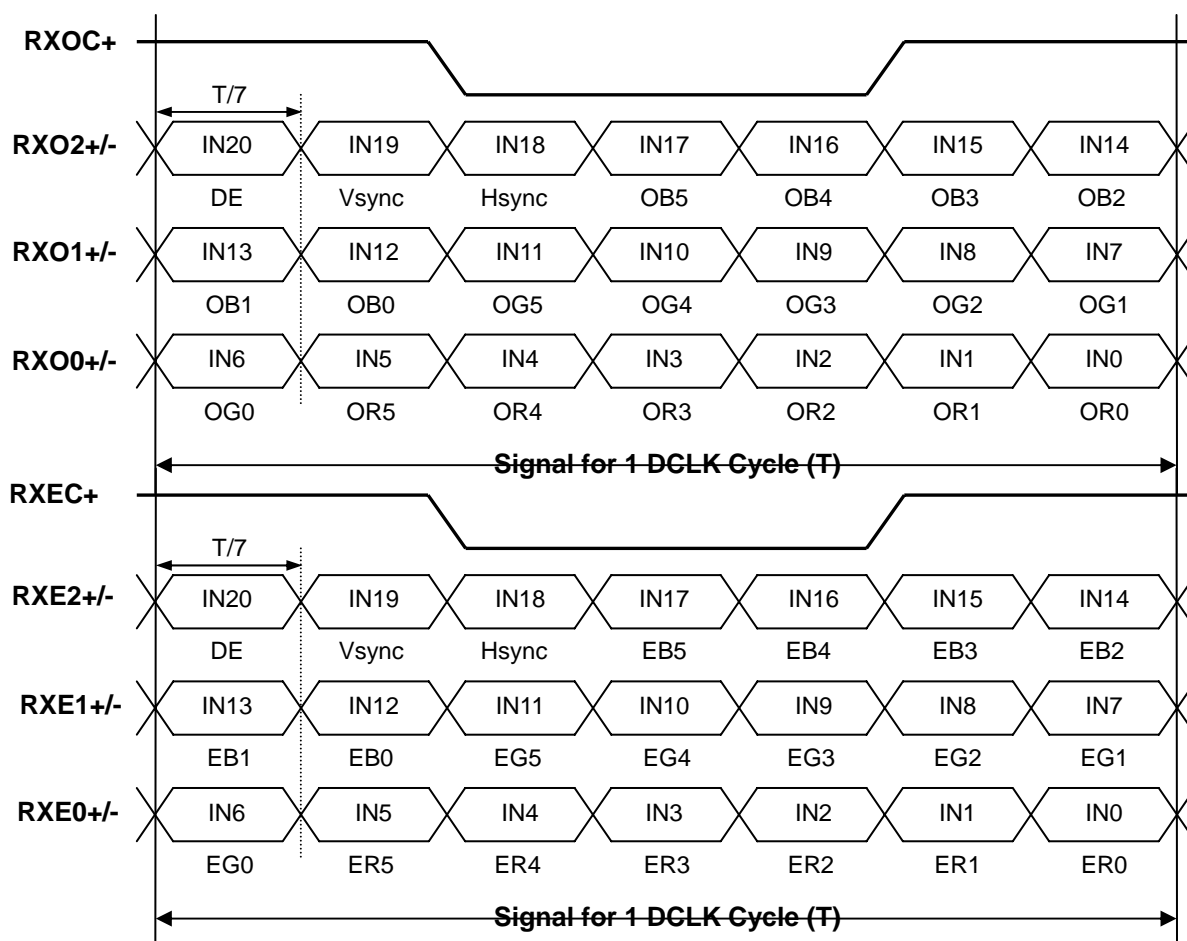 RXOC+
T/7
RXO2+/- IN20 IN19 IN18 IN17 IN16 IN15 IN14
DE Vsync Hsync OB5 OB4 OB3 OB2
RXO1+/- IN13 IN12 IN11 IN10 IN9 IN8 IN7
OB1 OB0 OG5 OG4 OG3 OG2 OG1
RXO0+/- IN6 IN5 IN4 IN3 IN2 IN1 IN0
OG0 OR5 OR4 OR3 OR2 OR1 OR0
Signal for 1 DCLK Cycle (T)
RXEC+
T/7
RXE2+/- IN20 IN19 IN18 IN17 IN16 IN15 IN14
DE Vsync Hsync EB5 EB4 EB3 EB2
RXE1+/- IN13 IN12 IN11 IN10 IN9 IN8 IN7
EB1 EB0 EG5 EG4 EG3 EG2 EG1
RXE0+/- IN6 IN5 IN4 IN3 IN2 IN1 IN0
EG0 ER5 ER4 ER3 ER2 ER1 ER0
Signal for 1 DCLK Cycle (T)